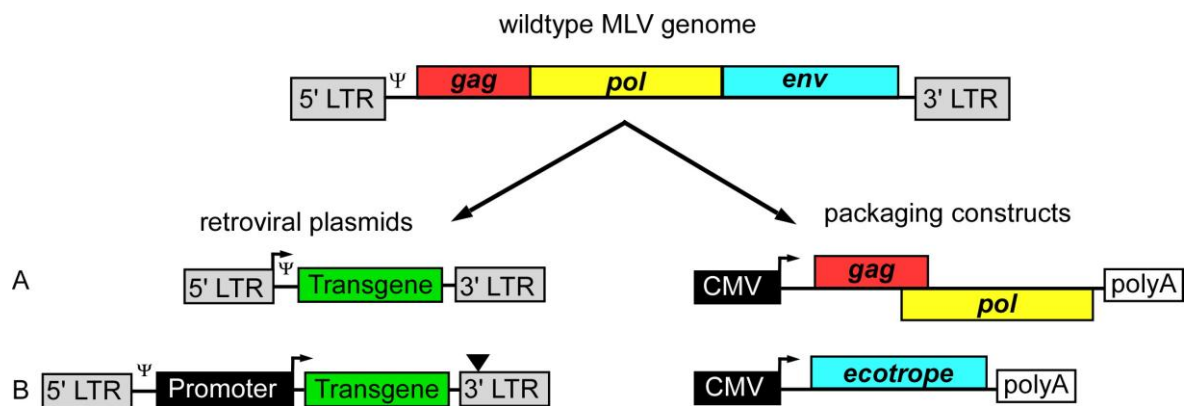 wildtype MLV genome
5' LTR Ψ gag pol env 3' LTR
retroviral plasmids packaging constructs
A 5' LTR Ψ Transgene 3' LTR CMV gag pol polyA
B 5' LTR Ψ Promoter Transgene 3' LTR CMV ecotrope polyA